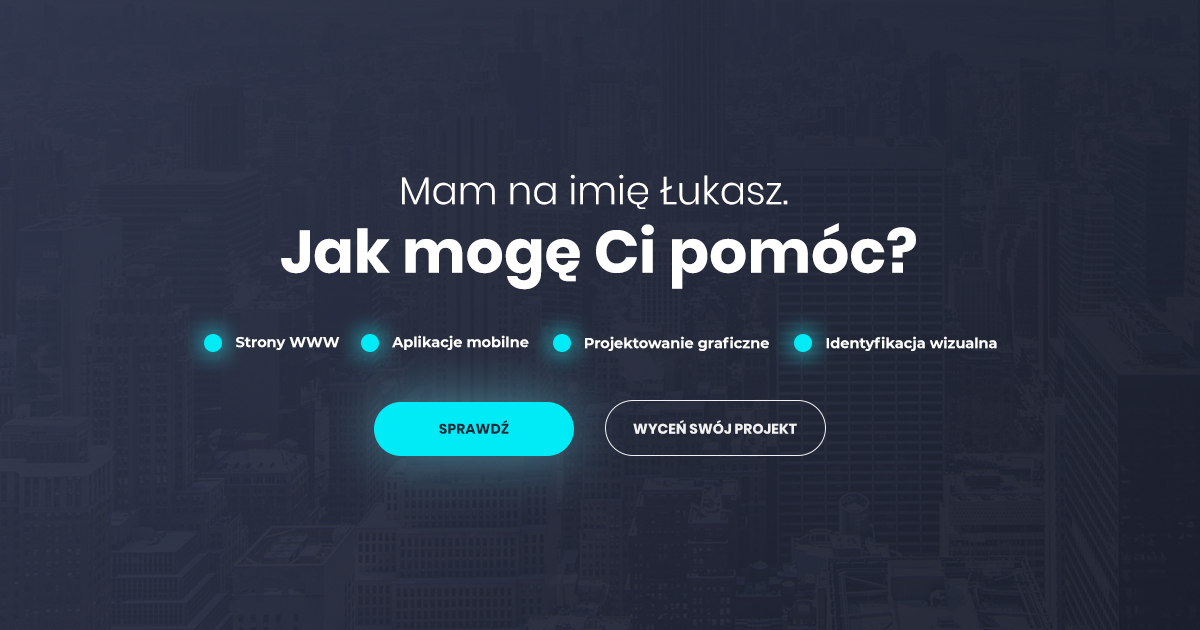 Mam na imię Łukasz.
Jak mogę Ci pomóc?
Strony WWW Aplikacje mobilne Projektowanie graficzne Identyfikacja wizualna
SPRAWDŹ WYCEŃ SWÓJ PROJEKT